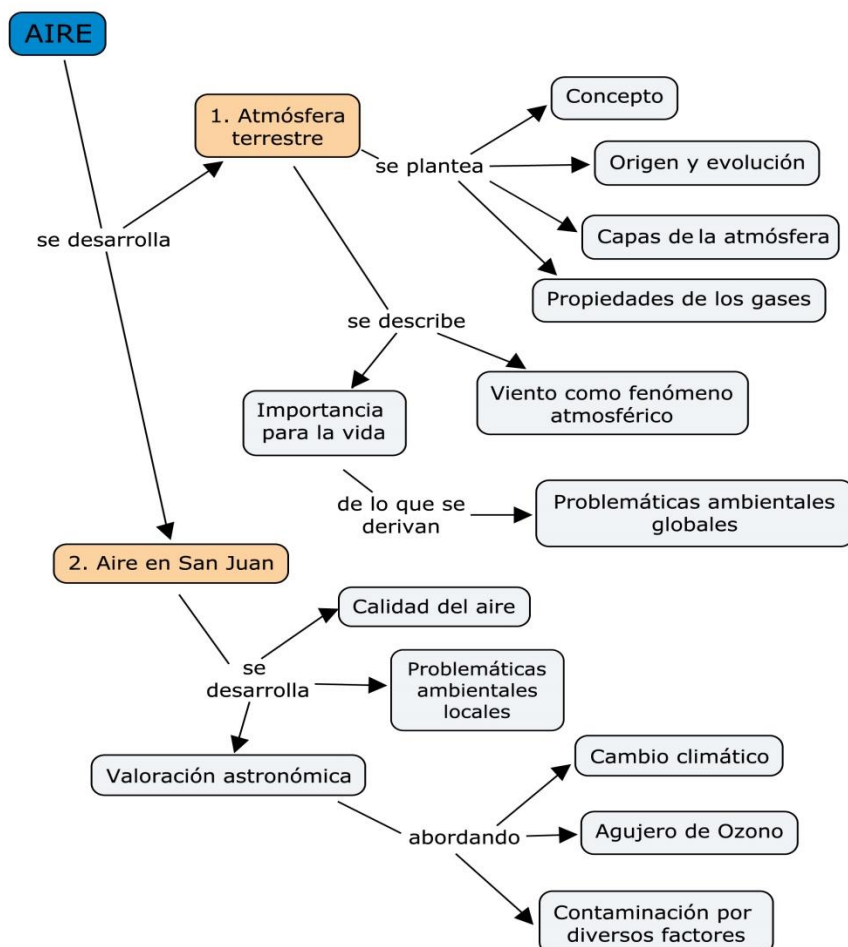 AIRE
1. Atmósfera
terrestre
se plantea
Concepto
Origen y evolución
Capas de la atmósfera
Propiedades de los gases
se desarrolla
se describe
Importancia
para la vida
Viento como fenómeno
atmosférico
de lo que se
derivan
Problemáticas ambientales
globales
2. Aire en San Juan
se
desarrolla
Calidad del aire
Problemáticas
ambientales
locales
Valoración astronómica
abordando
Cambio climático
Agujero de Ozono
Contaminación por
diversos factores